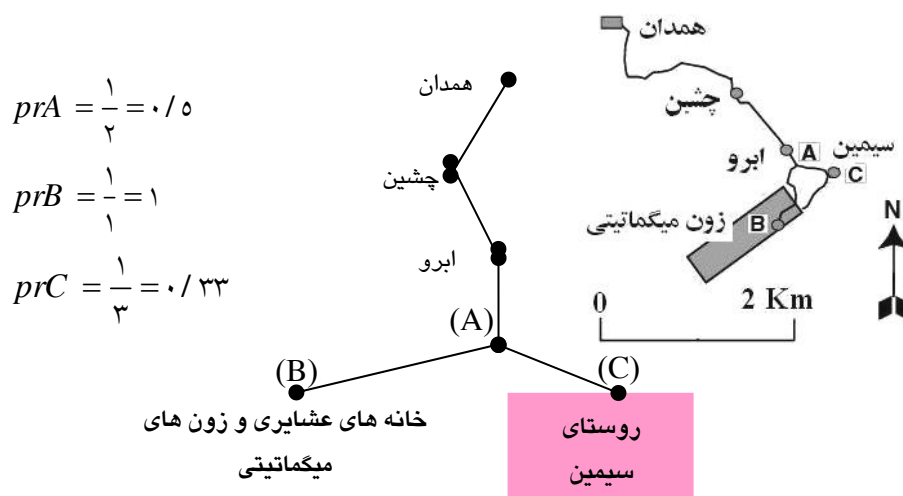 prA = ۱/۲ = ۰/۵
prB = ۱/۱ = ۱
prC = ۱/۳ = ۰/۳۳
همدان
چشین
ابرو
(A)
(B)
(C)
خانه های عشایری و زون های
میگماتیتی
روستای
سیمین
همدان
چشین
ابرو
A
سیمین
C
زون میگماتیتی
B
N
0
2 Km